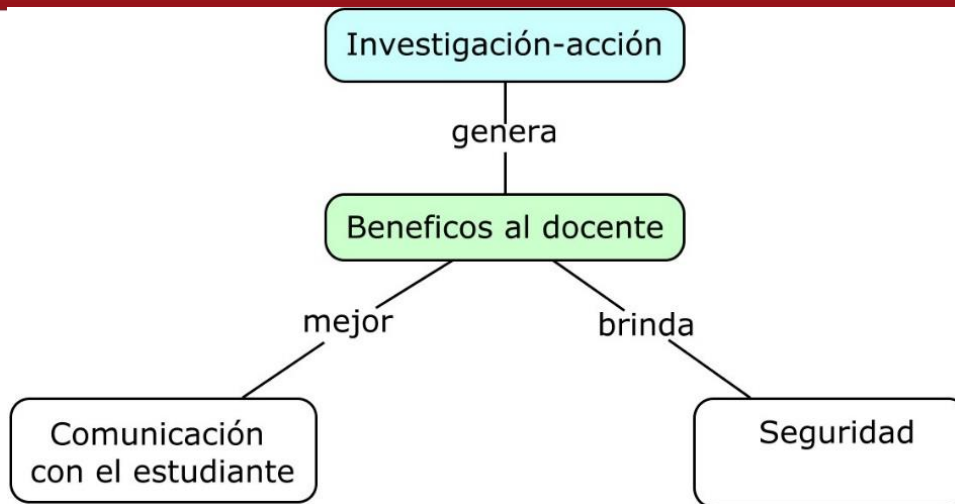 Investigación-acción
genera
Beneficos al docente
mejor
brinda
Comunicación
con el estudiante
Seguridad